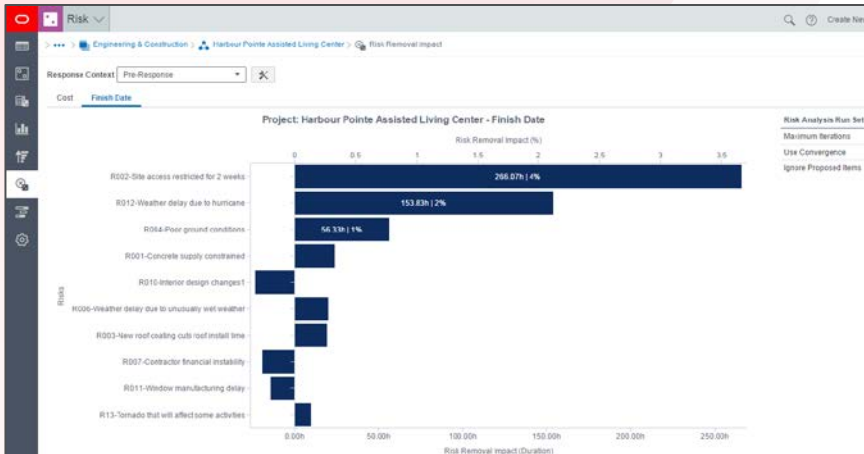 Risk
Create Ne
> ••• > Engineering & Construction > Harbour Pointe Assisted Living Center > Risk Removal Impact
Response Context Pre-Response
Cost Finish Date
Project: Harbour Pointe Assisted Living Center - Finish Date
Risk Removal Impact (%)
0 0.5 1 1.5 2 2.5 3 3.5
Risks
R002-Site access restricted for 2 weeks
266.07h | 4%
R012-Weather delay due to hurricane
153.83h | 2%
R004-Poor ground conditions
56.33h | 1%
R001-Concrete supply constrained
R010-Interior design changes1
R006-Weather delay due to unusually wet weather
R003-New roof coating cuts roof install time
R007-Contractor financial instability
R011-Window manufacturing delay
R13-Tornado that will affect some activities
0.00h 50.00h 100.00h 150.00h 200.00h 250.00h
Risk Removal Impact (Duration)
Risk Analysis Run Set
Maximum Iterations
Use Convergence
Ignore Proposed Items